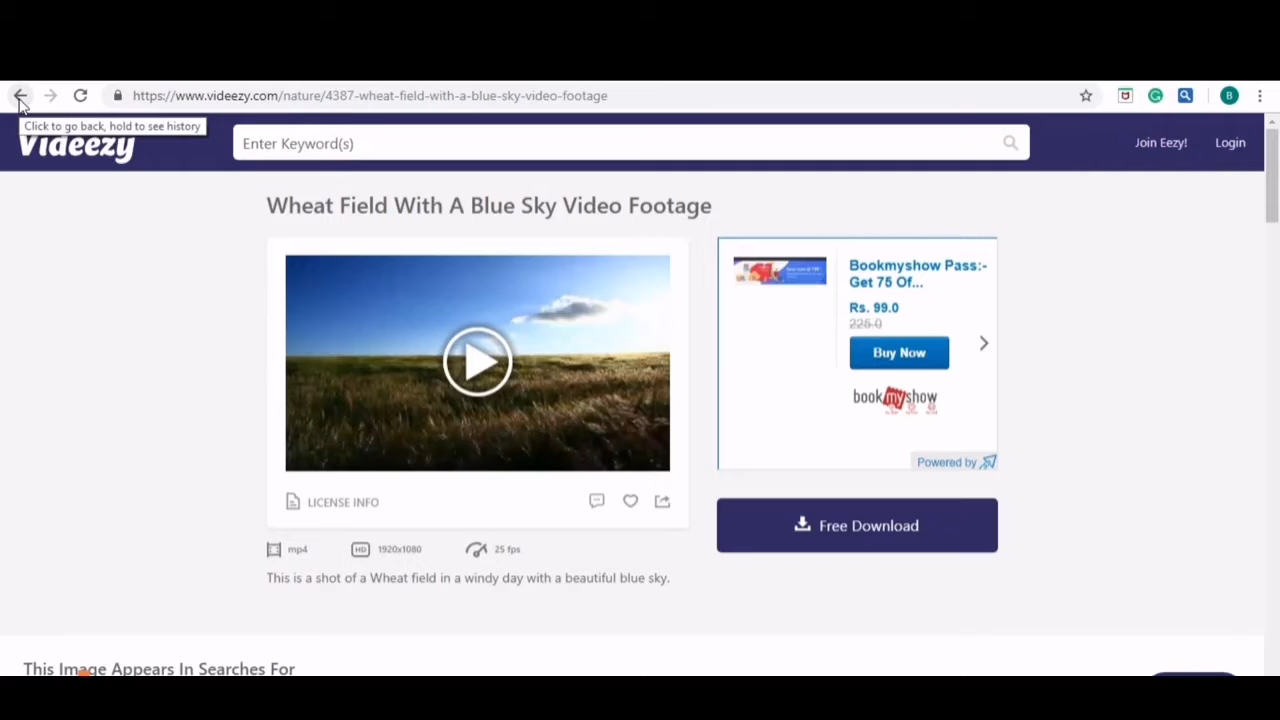 https://www.videezy.com/nature/4387-wheat-field-with-a-blue-sky-video-footage
B
Click to go back, hold to see history
Videezy
Enter Keyword(s)
Join Eezy!
Login
Wheat Field With A Blue Sky Video Footage
Bookmyshow Pass:-
Get 75 Of...
Rs. 99.0
225.0
Buy Now
bookmyshow
Powered by
LICENSE INFO
Free Download
mp4
HD 1920x1080
25 fps
This is a shot of a Wheat field in a windy day with a beautiful blue sky.
This Image Appears In Searches For